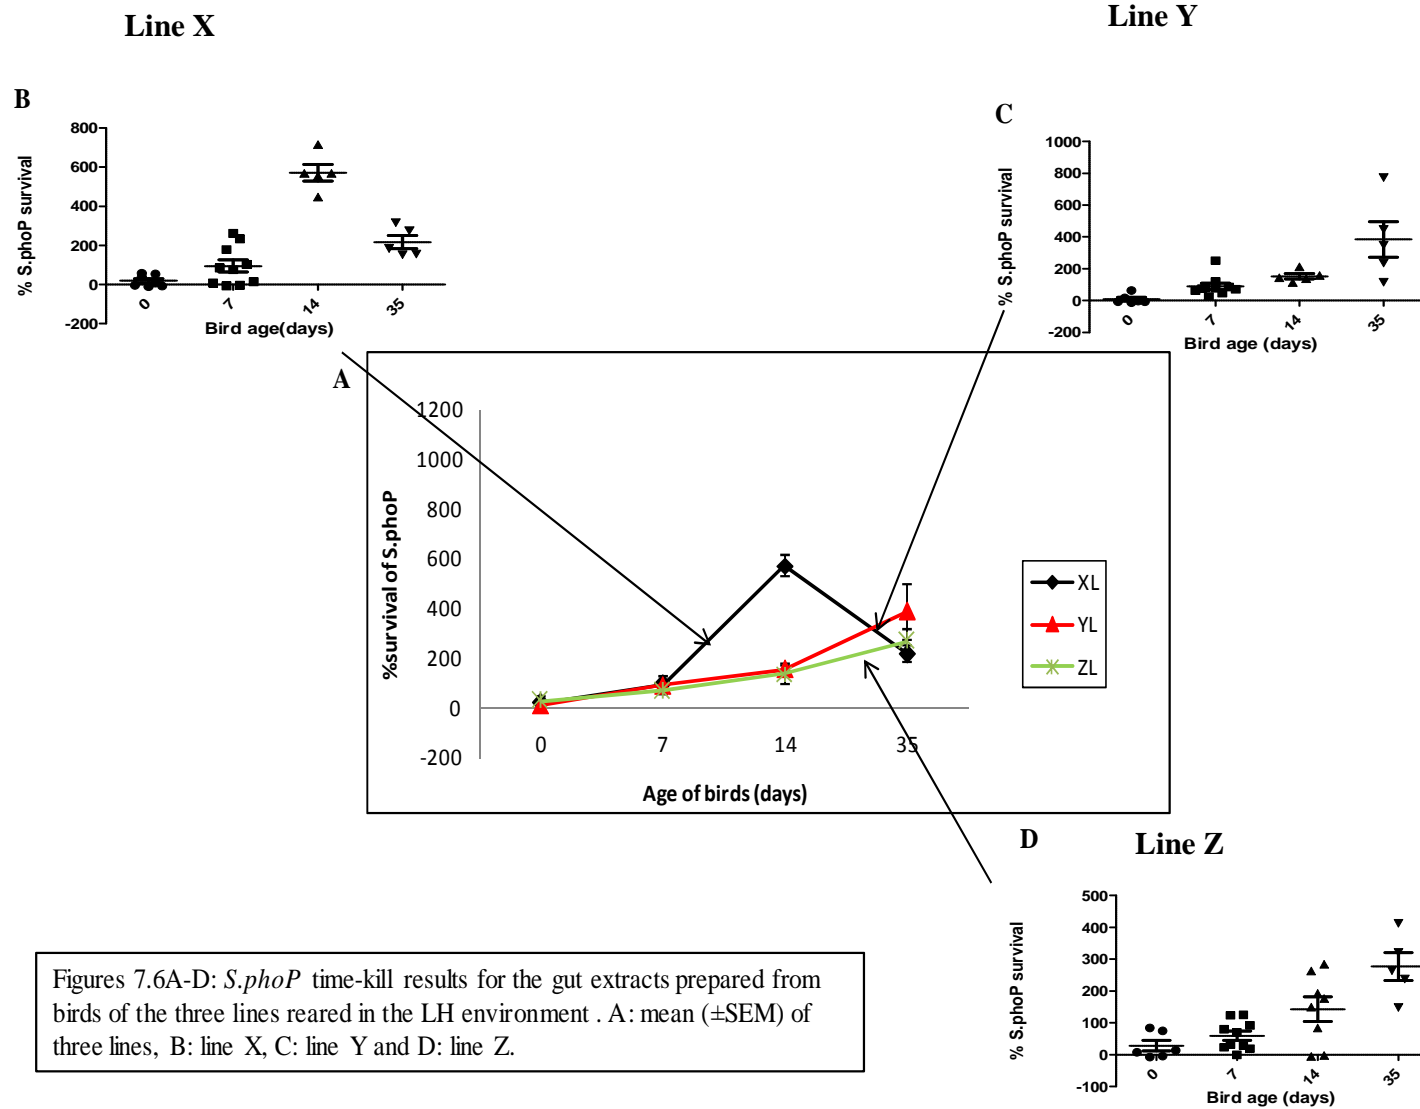 Line X
Line Y
B
% S.phoP survival
800
600
400
200
0
-200
0
7
14
35
Bird age(days)
C
% S.phoP survival
1000
800
600
400
200
0
-200
0
7
14
35
Bird age (days)
A
%survival of S.phoP
1200
1000
800
600
400
200
0
-200
0
7
14
35
Age of birds (days)
XL
YL
ZL
D
Line Z
% S.phoP survival
500
400
300
200
100
0
-100
0
7
14
35
Bird age (days)
Figures 7.6A-D: S.phoP time-kill results for the gut extracts prepared from
birds of the three lines reared in the LH environment . A: mean (±SEM) of
three lines, B: line X, C: line Y and D: line Z.